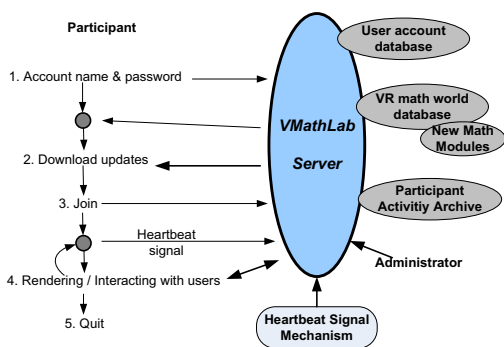 Participant
User account
database
1. Account name & password
VR math world
database
New Math
Modules
VMathLab
Server
2. Download updates
3. Join
Participant
Activitiy Archive
Heartbeat
signal
Administrator
4. Rendering / Interacting with users
5. Quit
Heartbeat Signal
Mechanism